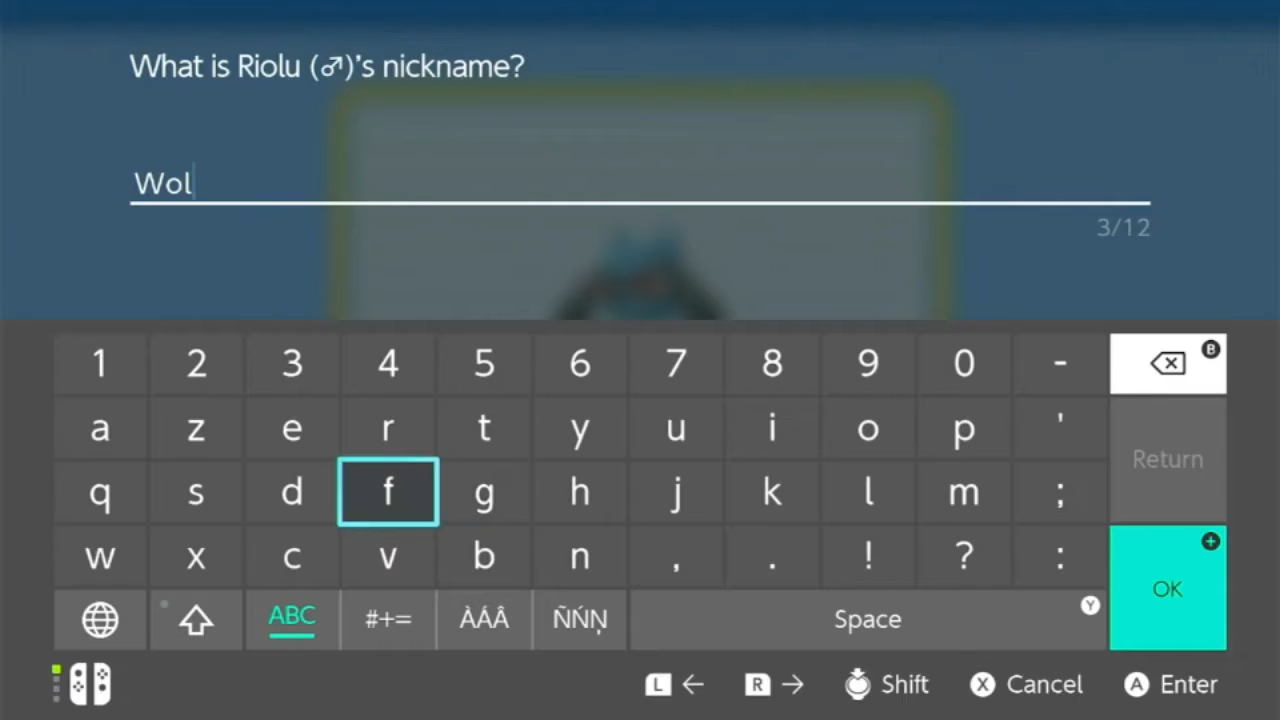 What is Riolu (♂)'s nickname?
Wol
3/12
1 2 3 4 5 6 7 8 9 0 - B
a z e r t y u i o p '
q s d f g h j k l m ; Return
w x c v b n , . ! ? : + OK
ABC #+= ÀÁÂ ÑŃŅ Space Y
L ← R → Shift X Cancel A Enter